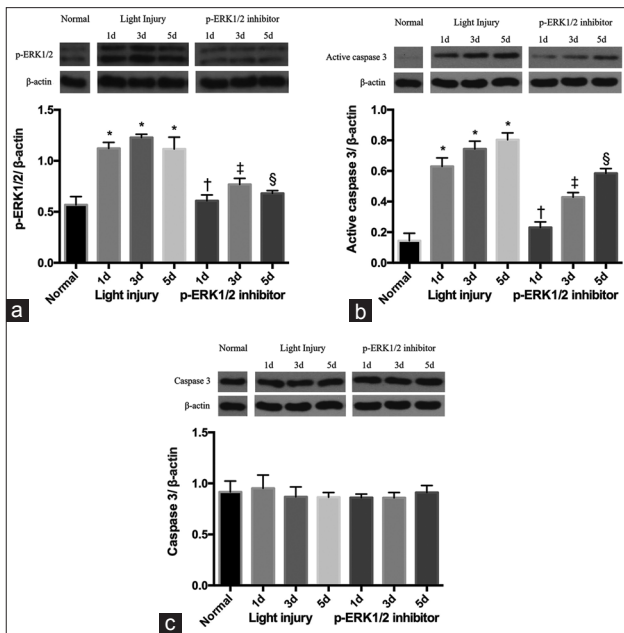 Normal Light Injury p-ERK1/2 inhibitor
1d 3d 5d 1d 3d 5d
p-ERK1/2
β-actin
p-ERK1/2/ β-actin
1.5
1.0
0.5
0.0
* * * † ‡ §
Normal 1d 3d 5d 1d 3d 5d
Light injury p-ERK1/2 inhibitor
a
Normal Light Injury p-ERK1/2 inhibitor
1d 3d 5d 1d 3d 5d
Active caspase 3
β-actin
Active caspase 3/ β-actin
1.0
0.8
0.6
0.4
0.2
0.0
* * * † ‡ §
Normal 1d 3d 5d 1d 3d 5d
Light injury p-ERK1/2 inhibitor
b
Normal Light Injury p-ERK1/2 inhibitor
1d 3d 5d 1d 3d 5d
Caspase 3
β-actin
Caspase 3/ β-actin
1.5
1.0
0.5
0.0
Normal 1d 3d 5d 1d 3d 5d
Light injury p-ERK1/2 inhibitor
c